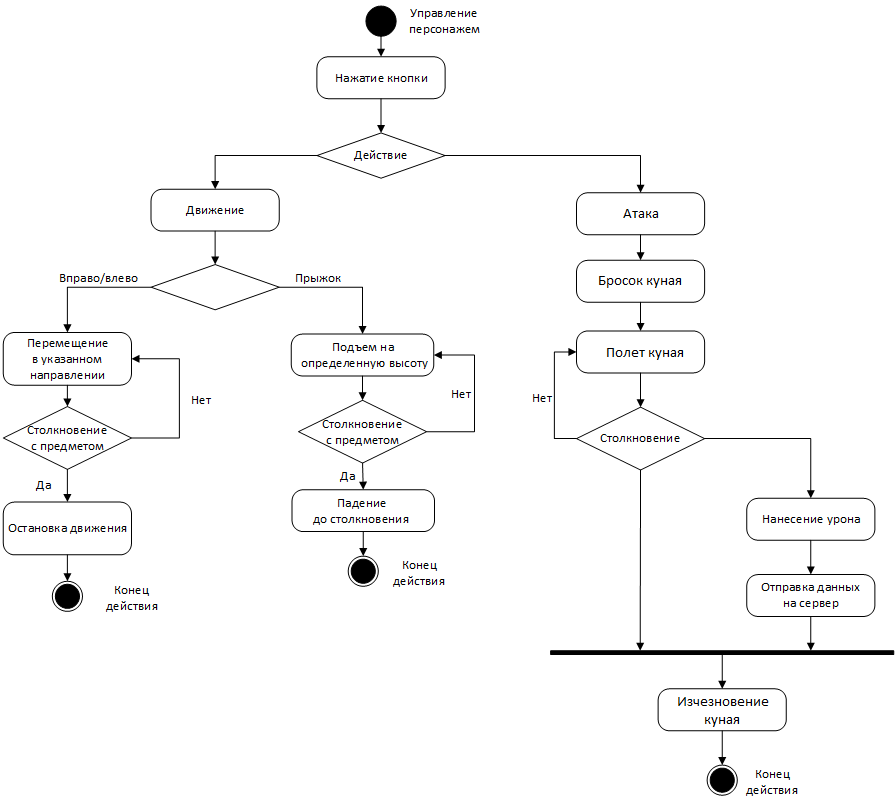 Управление
персонажем
Нажатие кнопки
Действие
Движение
Атака
Вправо/влево
Прыжок
Бросок куная
Перемещение
в указанном
направлении
Подъем на
определенную высоту
Полет куная
Нет
Нет
Нет
Столкновение
с предметом
Столкновение
с предметом
Столкновение
Да
Да
Остановка движения
Падение
до столкновения
Нанесение урона
Конец
действия
Конец
действия
Отправка данных
на сервер
Изчезновение
куная
Конец
действия